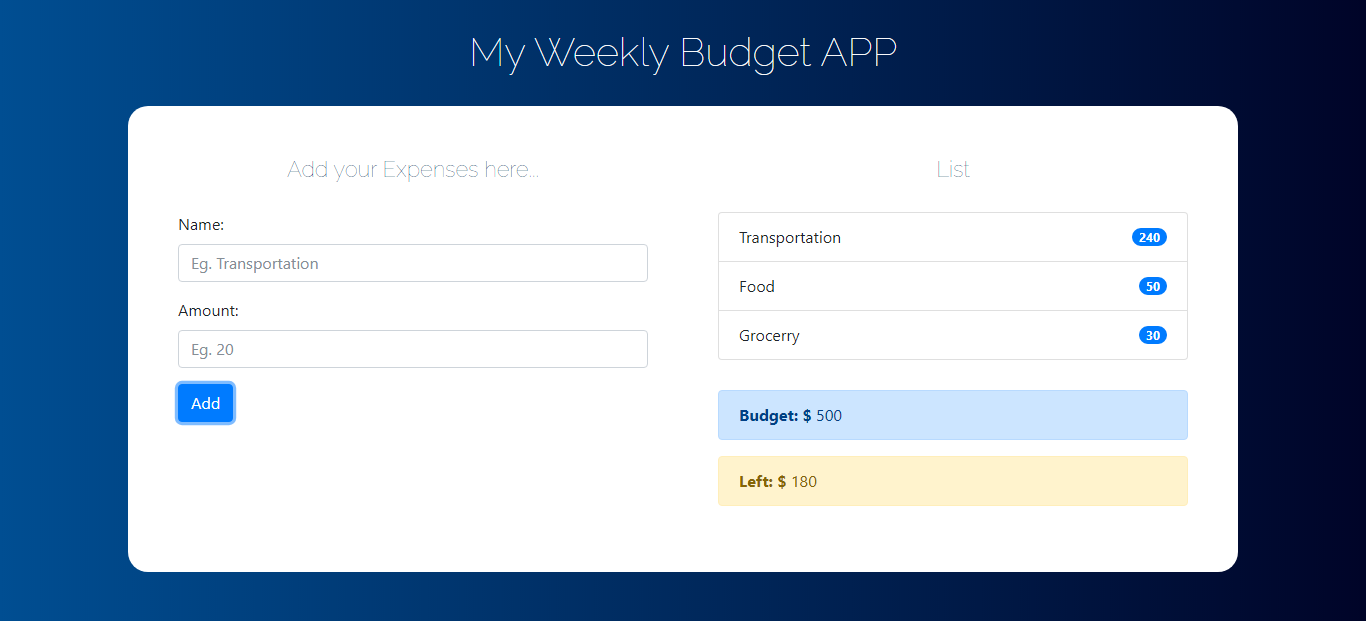 My Weekly Budget APP
Add your Expenses here...
Name:
Eg. Transportation
Amount:
Eg. 20
Add
List
Transportation 240
Food 50
Grocerry 30
Budget: $ 500
Left: $ 180